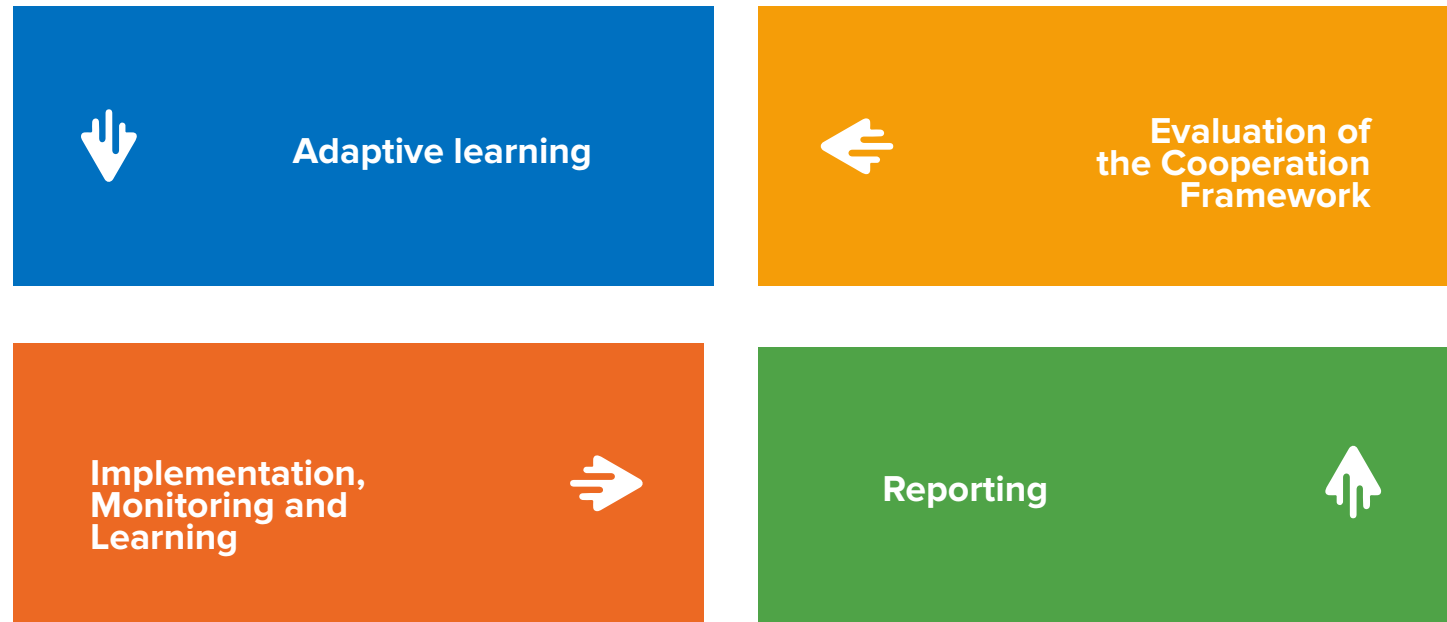 Adaptive learning
Evaluation of
the Cooperation
Framework
Implementation,
Monitoring and
Learning
Reporting